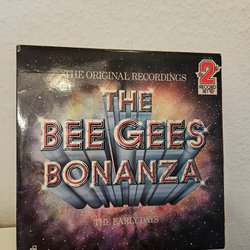 THE ORIGINAL RECORDINGS
2
RECORD
SET!!
THE
BEE GEES
BONANZA
THE EARLY DAYS